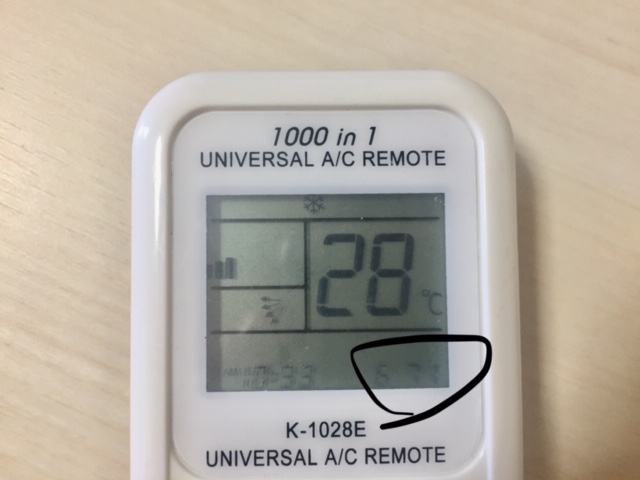 1000 in 1
UNIVERSAL A/C REMOTE
28
°C
K-1028E
UNIVERSAL A/C REMOTE